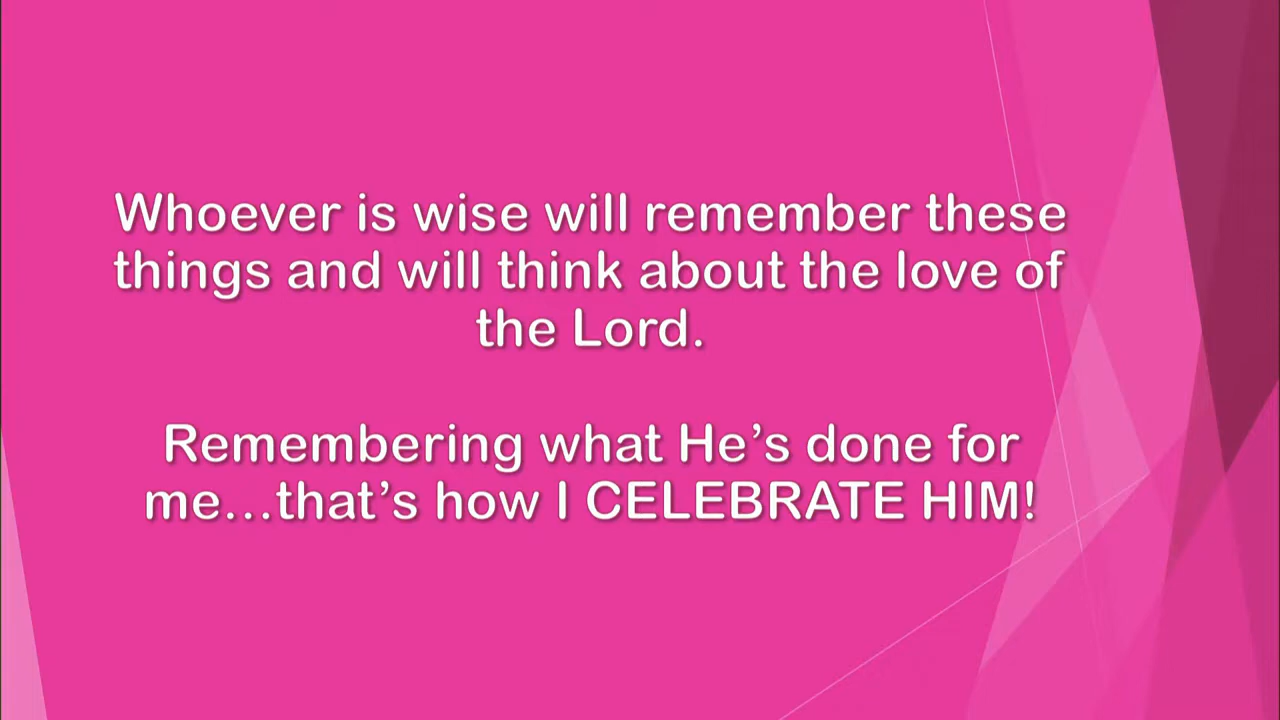 Whoever is wise will remember these
things and will think about the love of
the Lord.
Remembering what He’s done for
me…that’s how I CELEBRATE HIM!